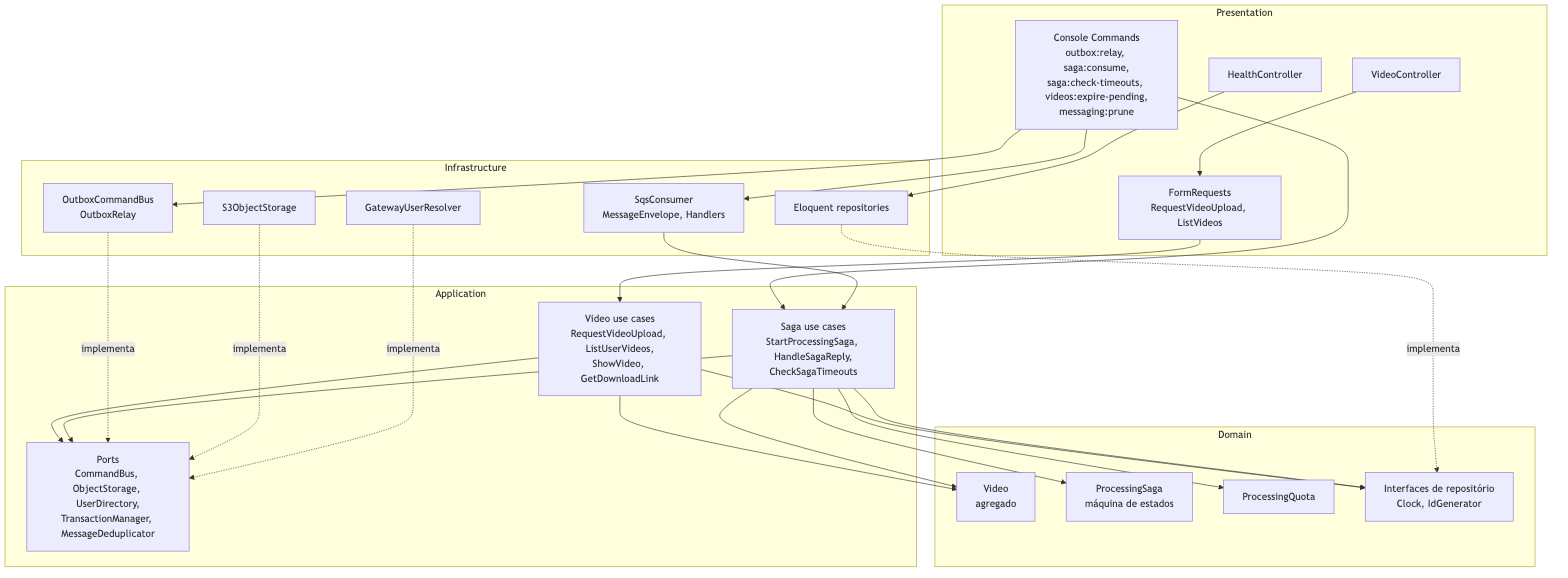 Presentation
Console Commands
outbox:relay,
saga:consume,
saga:check-timeouts,
videos:expire-pending,
messaging:prune
HealthController
VideoController
FormRequests
RequestVideoUpload,
ListVideos
Infrastructure
OutboxCommandBus
OutboxRelay
S3ObjectStorage
GatewayUserResolver
SqsConsumer
MessageEnvelope, Handlers
Eloquent repositories
Application
Video use cases
RequestVideoUpload,
ListUserVideos,
ShowVideo,
GetDownloadLink
Saga use cases
StartProcessingSaga,
HandleSagaReply,
CheckSagaTimeouts
implementa
implementa
implementa
implementa
Ports
CommandBus,
ObjectStorage,
UserDirectory,
TransactionManager,
MessageDeduplicator
Domain
Video
agregado
ProcessingSaga
máquina de estados
ProcessingQuota
Interfaces de repositório
Clock, IdGenerator